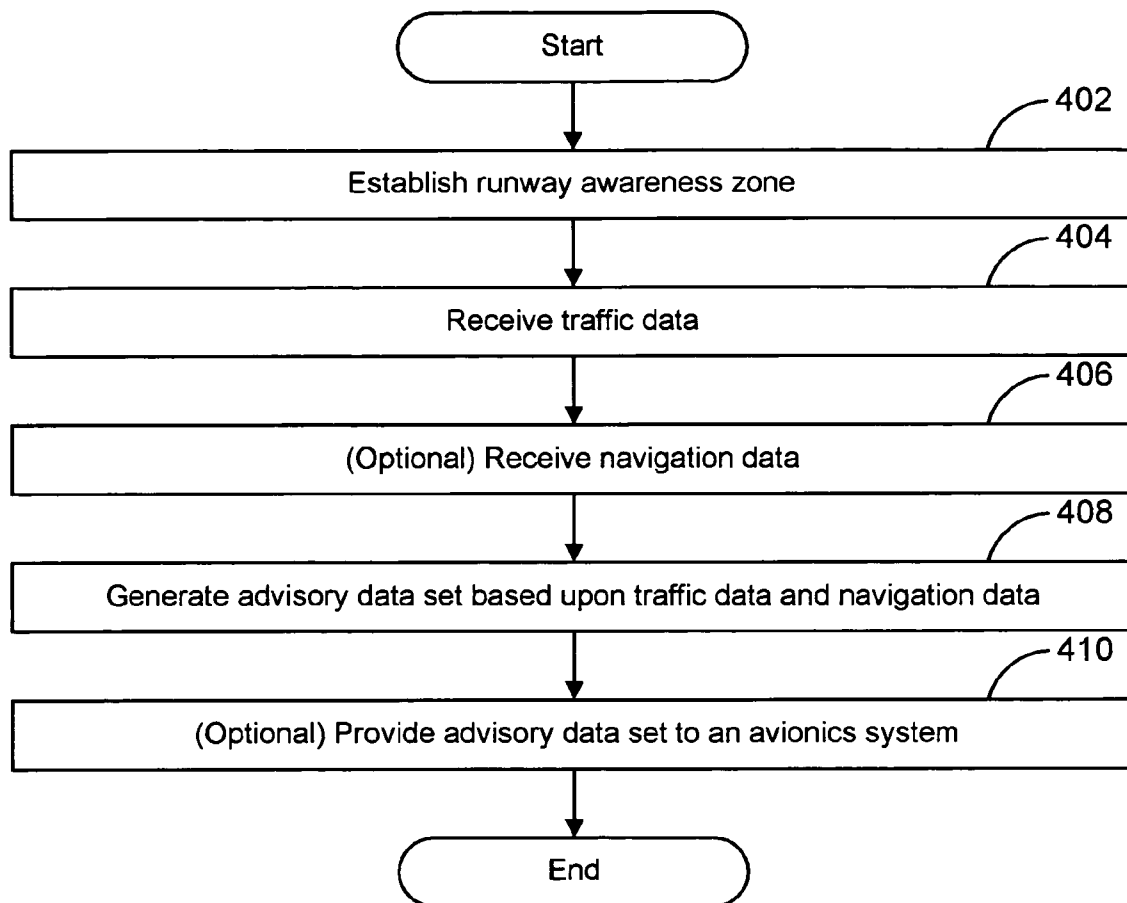 Start
402
Establish runway awareness zone
404
Receive traffic data
406
(Optional) Receive navigation data
408
Generate advisory data set based upon traffic data and navigation data
410
(Optional) Provide advisory data set to an avionics system
End